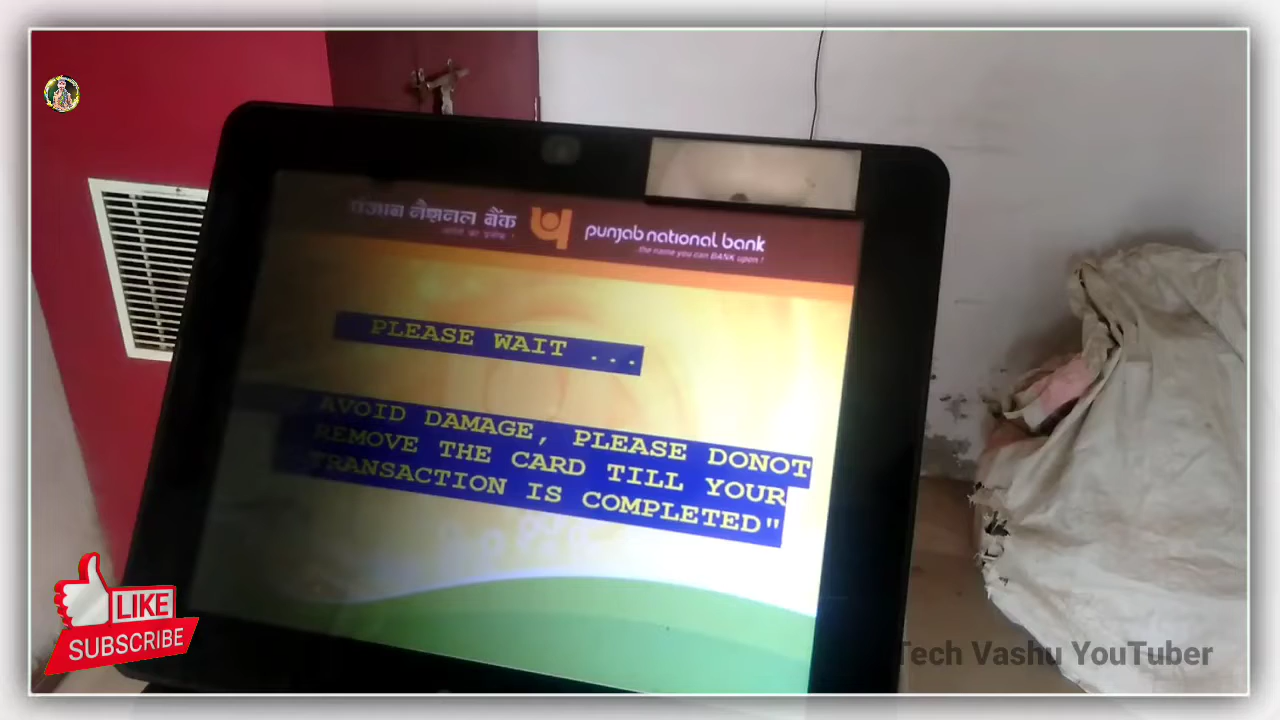 पंजाब नैशनल बैंक
punjab national bank
...the name you can BANK upon !
PLEASE WAIT ...
AVOID DAMAGE, PLEASE DONOT
REMOVE THE CARD TILL YOUR
TRANSACTION IS COMPLETED"
LIKE
SUBSCRIBE
Tech Vashu YouTuber